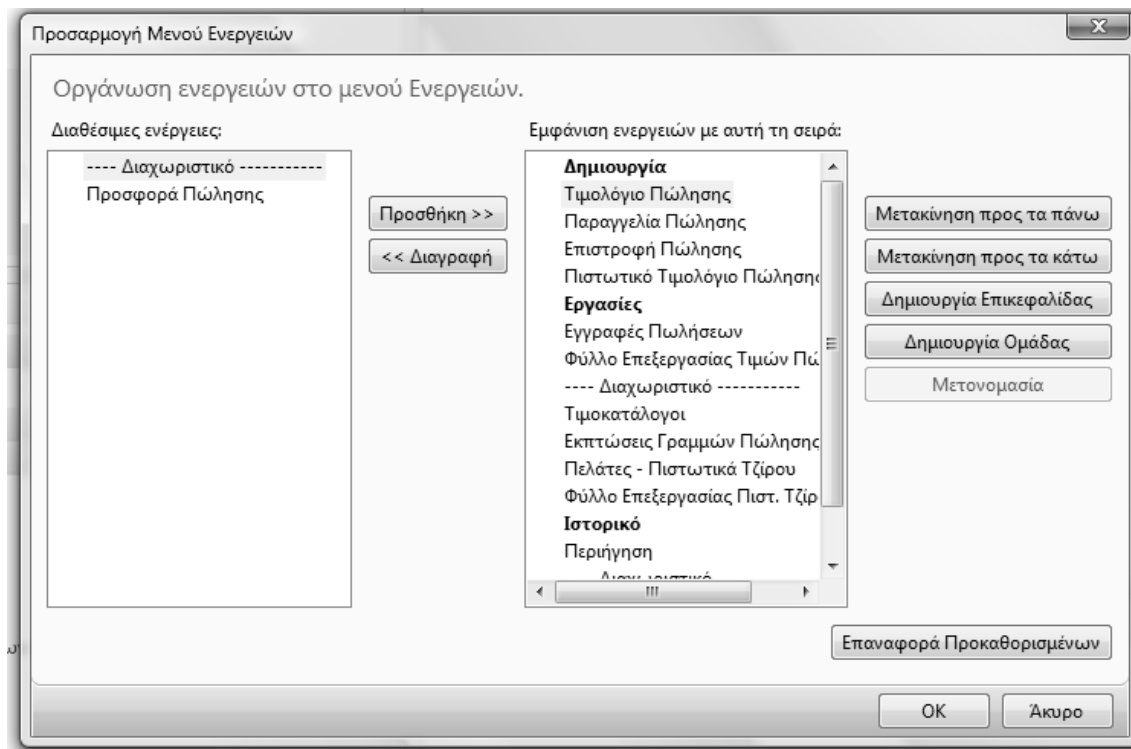 Προσαρμογή Μενού Ενεργειών
Οργάνωση ενεργειών στο μενού Ενεργειών.
Διαθέσιμες ενέργειες:
---- Διαχωριστικό -----------
Προσφορά Πώλησης
Προσθήκη >>
<< Διαγραφή
Εμφάνιση ενεργειών με αυτή τη σειρά:
Δημιουργία
Τιμολόγιο Πώλησης
Παραγγελία Πώλησης
Επιστροφή Πώλησης
Πιστωτικό Τιμολόγιο Πώλησης
Εργασίες
Εγγραφές Πωλήσεων
Φύλλο Επεξεργασίας Τιμών Πώ
---- Διαχωριστικό -----------
Τιμοκατάλογοι
Εκπτώσεις Γραμμών Πώλησης
Πελάτες - Πιστωτικά Τζίρου
Φύλλο Επεξεργασίας Πιστ. Τζίρ
Ιστορικό
Περιήγηση
Διαχωριστικό
Μετακίνηση προς τα πάνω
Μετακίνηση προς τα κάτω
Δημιουργία Επικεφαλίδας
Δημιουργία Ομάδας
Μετονομασία
Επαναφορά Προκαθορισμένων
OK
Άκυρο